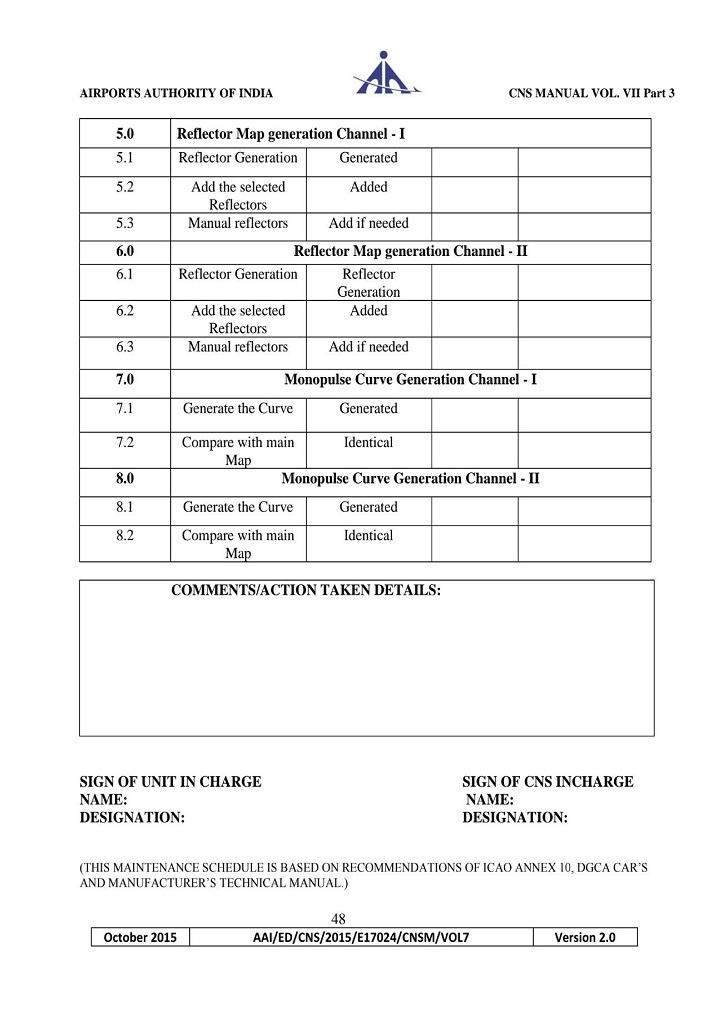 AIRPORTS AUTHORITY OF INDIA CNS MANUAL VOL. VII Part 3
5.0 Reflector Map generation Channel - I
5.1 Reflector Generation Generated
5.2 Add the selected Added
Reflectors
5.3 Manual reflectors Add if needed
6.0 Reflector Map generation Channel - II
6.1 Reflector Generation Reflector
Generation
6.2 Add the selected Added
Reflectors
6.3 Manual reflectors Add if needed
7.0 Monopulse Curve Generation Channel - I
7.1 Generate the Curve Generated
7.2 Compare with main Identical
Map
8.0 Monopulse Curve Generation Channel - II
8.1 Generate the Curve Generated
8.2 Compare with main Identical
Map
COMMENTS/ACTION TAKEN DETAILS:
SIGN OF UNIT IN CHARGE SIGN OF CNS INCHARGE
NAME: NAME:
DESIGNATION: DESIGNATION:
(THIS MAINTENANCE SCHEDULE IS BASED ON RECOMMENDATIONS OF ICAO ANNEX 10, DGCA CAR’S
AND MANUFACTURER’S TECHNICAL MANUAL.)
48
October 2015 AAI/ED/CNS/2015/E17024/CNSM/VOL7 Version 2.0